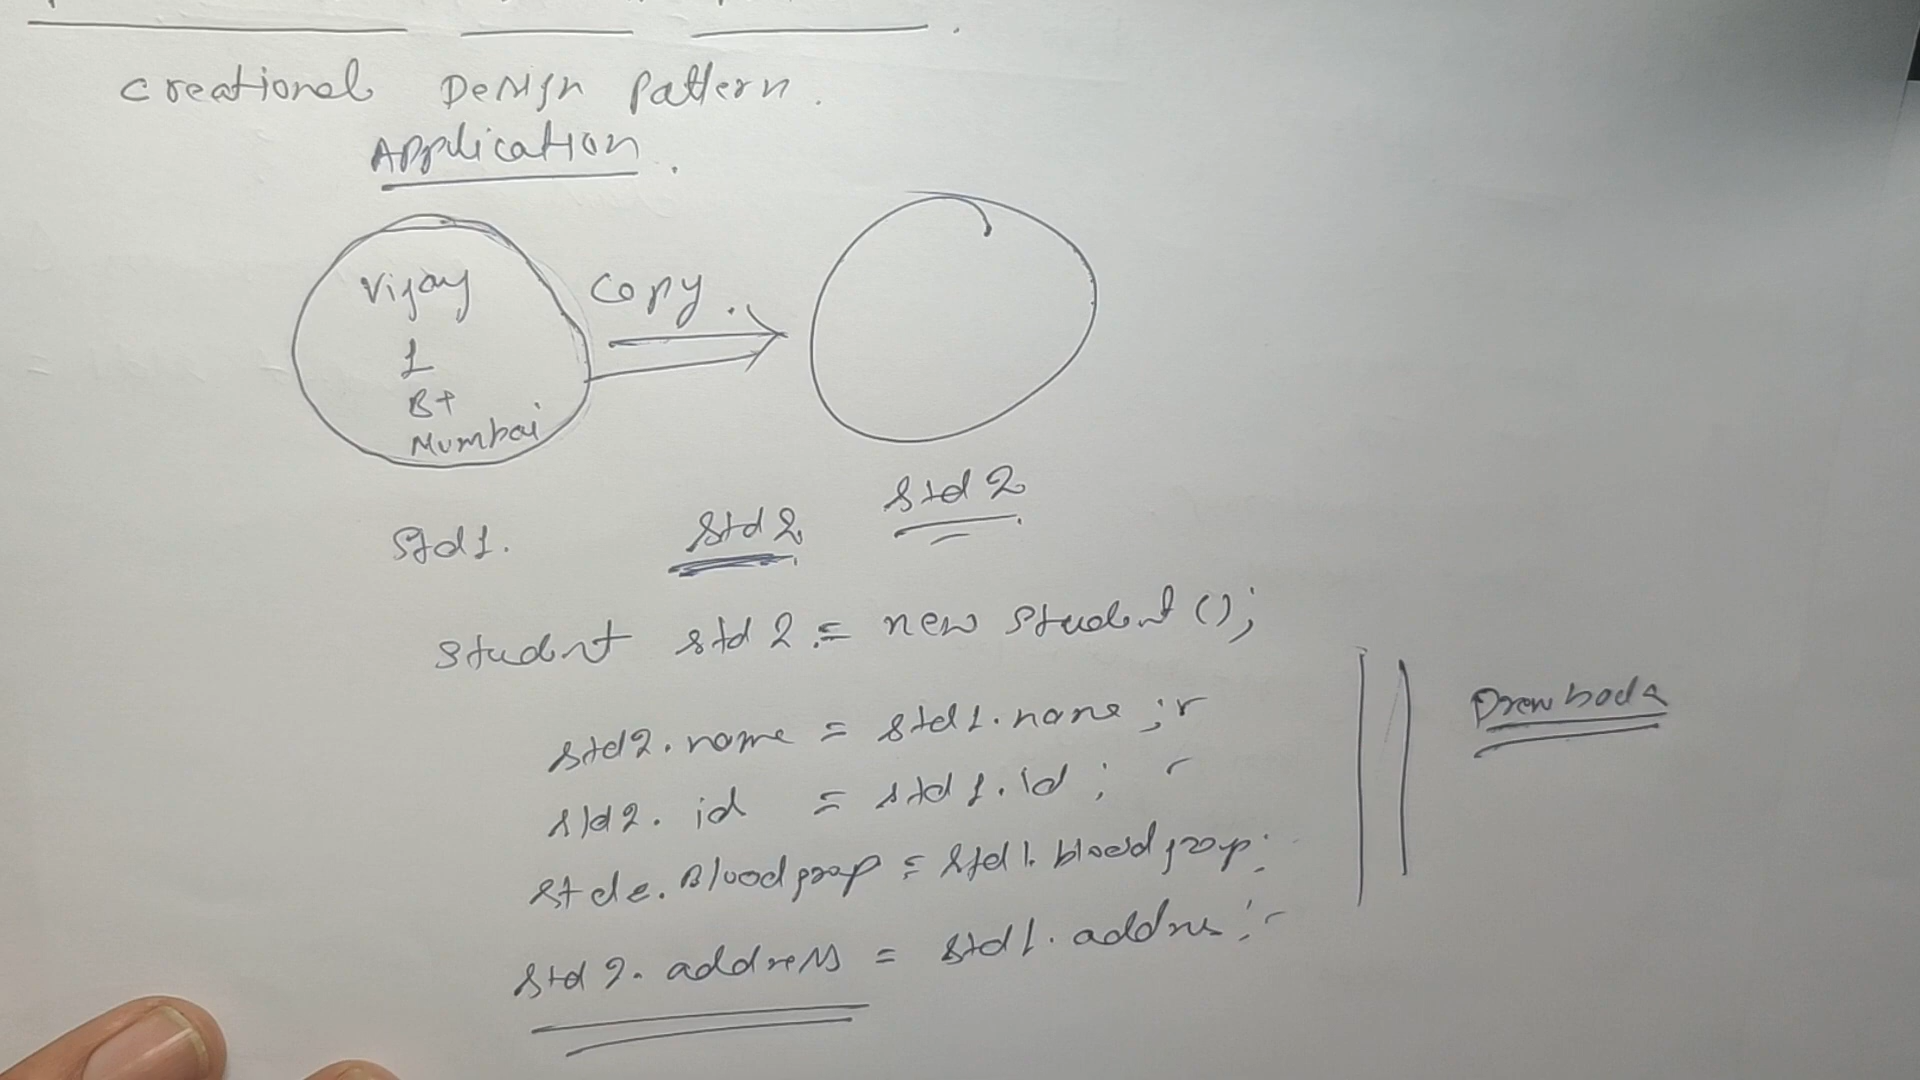 Creational Design Pattern.
Application.
Vijay
1
B+
Mumbai
Copy.
Std1.
Std2
Std2
Student std2 = new Student();
std2.name = std1.name;
std2.id = std1.id;
std2.Bloodgroup = std1.bloodgroup;
std2.address = std1.address;
Drawback